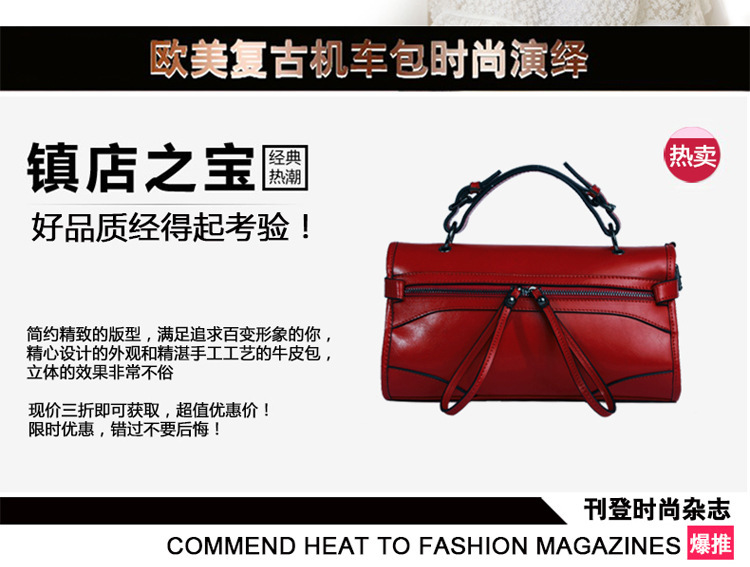 欧美复古机车包时尚演绎
镇店之宝
经典
热潮
热卖
好品质经得起考验！
简约精致的版型，满足追求百变形象的你，
精心设计的外观和精湛手工工艺的牛皮包，
立体的效果非常不俗
现价三折即可获取，超值优惠价！
限时优惠，错过不要后悔！
刊登时尚杂志
COMMEND HEAT TO FASHION MAGAZINES 爆推